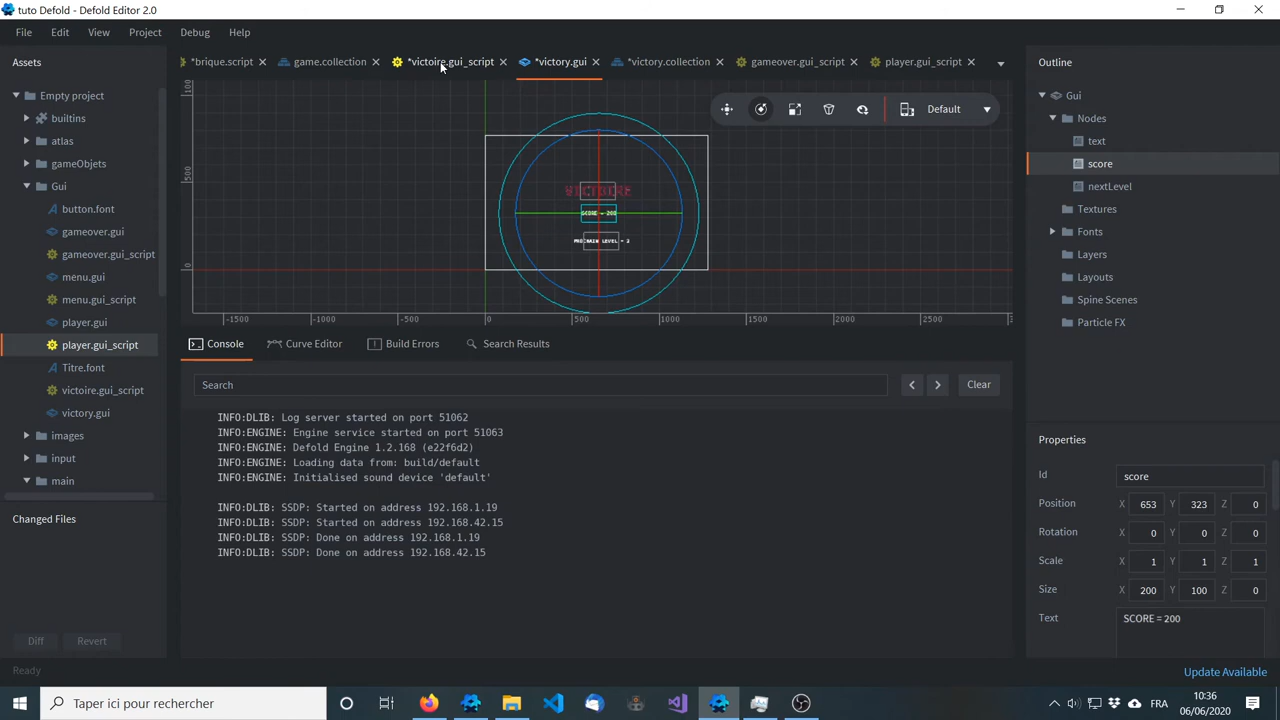 tuto Defold - Defold Editor 2.0
File Edit View Project Debug Help
Assets
*brique.script
game.collection
*victoire.gui_script
*victory.gui
*victory.collection
gameover.gui_script
player.gui_script
Outline
Empty project
builtins
atlas
gameObjets
Gui
button.font
gameover.gui
gameover.gui_script
menu.gui
menu.gui_script
player.gui
player.gui_script
Titre.font
victoire.gui_script
victory.gui
images
input
main
Changed Files
Diff Revert
Ready
Default
1000
500
0
VICTOIRE
SCORE = 200
PROCHAIN LEVEL = 2
-1500 -1000 -500 0 500 1000 1500 2000 2500
Console
Curve Editor
Build Errors
Search Results
Search
Clear
INFO:DLIB: Log server started on port 51062
INFO:ENGINE: Engine service started on port 51063
INFO:ENGINE: Defold Engine 1.2.168 (e22f6d2)
INFO:ENGINE: Loading data from: build/default
INFO:ENGINE: Initialised sound device 'default'
INFO:DLIB: SSDP: Started on address 192.168.1.19
INFO:DLIB: SSDP: Started on address 192.168.42.15
INFO:DLIB: SSDP: Done on address 192.168.1.19
INFO:DLIB: SSDP: Done on address 192.168.42.15
Gui
Nodes
text
score
nextLevel
Textures
Fonts
Layers
Layouts
Spine Scenes
Particle FX
Properties
Id score
Position X 653 Y 323 Z 0
Rotation X 0 Y 0 Z 0
Scale X 1 Y 1 Z 1
Size X 200 Y 100 Z 0
Text SCORE = 200
Update Available
Taper ici pour rechercher
FRA
10:36
06/06/2020